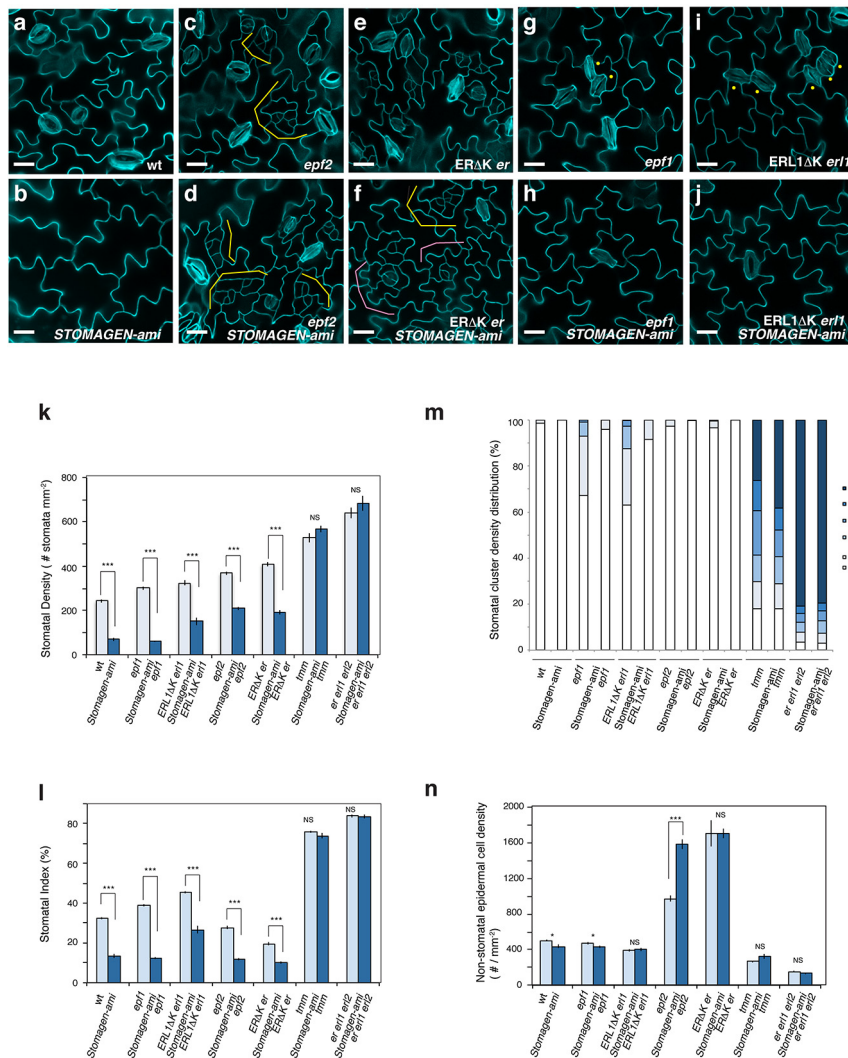 a
wt
c
epf2
e
ERΔK er
g
epf1
i
ERL1ΔK erl1
b
STOMAGEN-ami
d
epf2
STOMAGEN-ami
f
ERΔK er
STOMAGEN-ami
h
epf1
STOMAGEN-ami
j
ERL1ΔK erl1
STOMAGEN-ami
k
Stomatal Density ( # stomata mm-2)
800
600
400
200
0
***
***
***
***
***
NS
NS
wt
Stomagen-ami
epf1
Stomagen-ami
epf1
ERL1ΔK erl1
Stomagen-ami
ERL1ΔK erl1
epf2
Stomagen-ami
epf2
ERΔK er
Stomagen-ami
ERΔK er
tmm
Stomagen-ami
tmm
er erl1 erl2
Stomagen-ami
er erl1 erl2
m
Stomatal cluster density distribution (%)
100
80
60
40
20
0
wt
Stomagen-ami
epf1
Stomagen-ami
epf1
ERL1ΔK erl1
Stomagen-ami
ERL1ΔK erl1
epf2
Stomagen-ami
epf2
ERΔK er
Stomagen-ami
ERΔK er
tmm
Stomagen-ami
tmm
er erl1 erl2
Stomagen-ami
er erl1 erl2
l
Stomatal Index (%)
80
60
40
20
0
***
***
***
***
***
NS
NS
wt
Stomagen-ami
epf1
Stomagen-ami
epf1
ERL1ΔK erl1
Stomagen-ami
ERL1ΔK erl1
epf2
Stomagen-ami
epf2
ERΔK er
Stomagen-ami
ERΔK er
tmm
Stomagen-ami
tmm
er erl1 erl2
Stomagen-ami
er erl1 erl2
n
Non-stomatal epidermal cell density
( # / mm-2)
2000
1600
1200
800
400
0
*
*
NS
***
NS
NS
NS
wt
Stomagen-ami
epf1
Stomagen-ami
epf1
ERL1ΔK erl1
Stomagen-ami
ERL1ΔK erl1
epf2
Stomagen-ami
epf2
ERΔK er
Stomagen-ami
ERΔK er
tmm
Stomagen-ami
tmm
er erl1 erl2
Stomagen-ami
er erl1 erl2